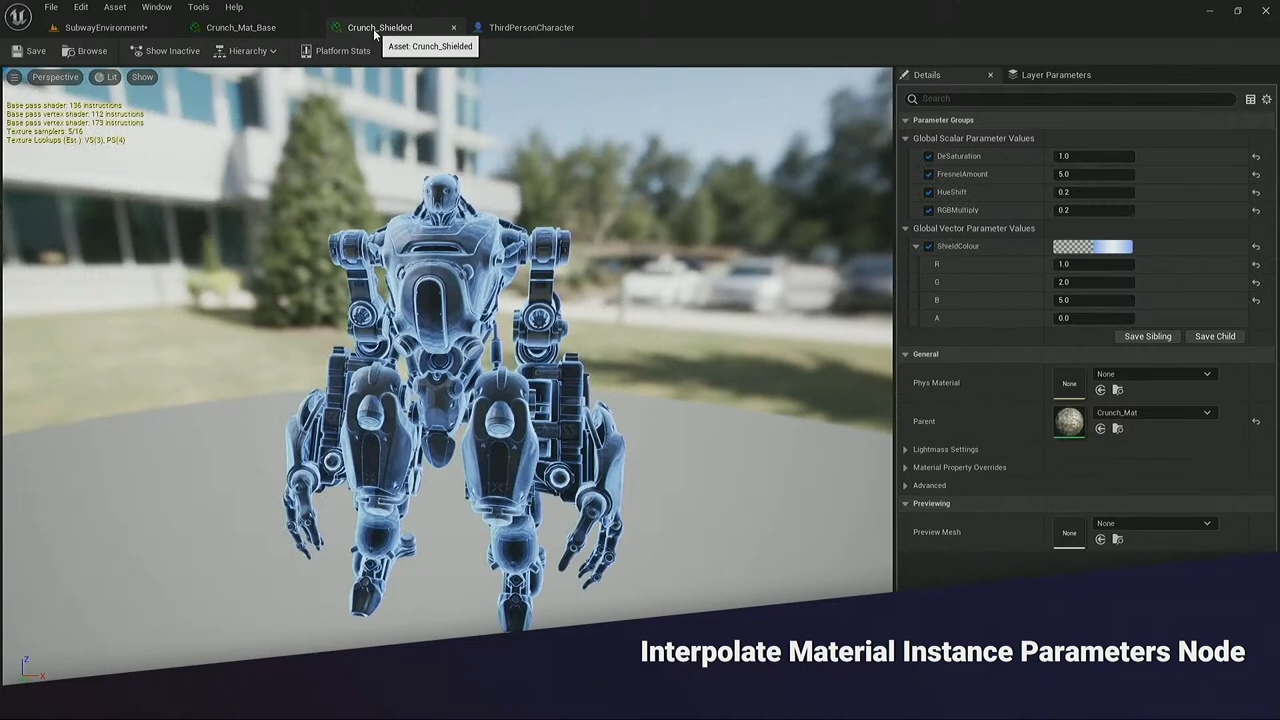 File Edit Asset Window Tools Help
SubwayEnvironment*
Crunch_Mat_Base
Crunch_Shielded
ThirdPersonCharacter
Asset: Crunch_Shielded
Save
Browse
Show Inactive
Hierarchy
Platform Stats
Perspective
Lit
Show
Base pass shader: 136 instructions
Base pass vertex shader: 112 instructions
Base pass vertex shader: 173 instructions
Texture samplers: 5/16
Texture Lookups (Est.): VS(3), PS(4)
Details
Layer Parameters
Search
Parameter Groups
Global Scalar Parameter Values
DeSaturation 1.0
FresnelAmount 5.0
HueShift 0.2
RGBMultiply 0.2
Global Vector Parameter Values
ShieldColour
R 1.0
G 2.0
B 5.0
A 0.0
Save Sibling Save Child
General
Phys Material None None
Parent Crunch_Mat
Lightmass Settings
Material Property Overrides
Advanced
Previewing
Preview Mesh None None
Z
X
Interpolate Material Instance Parameters Node